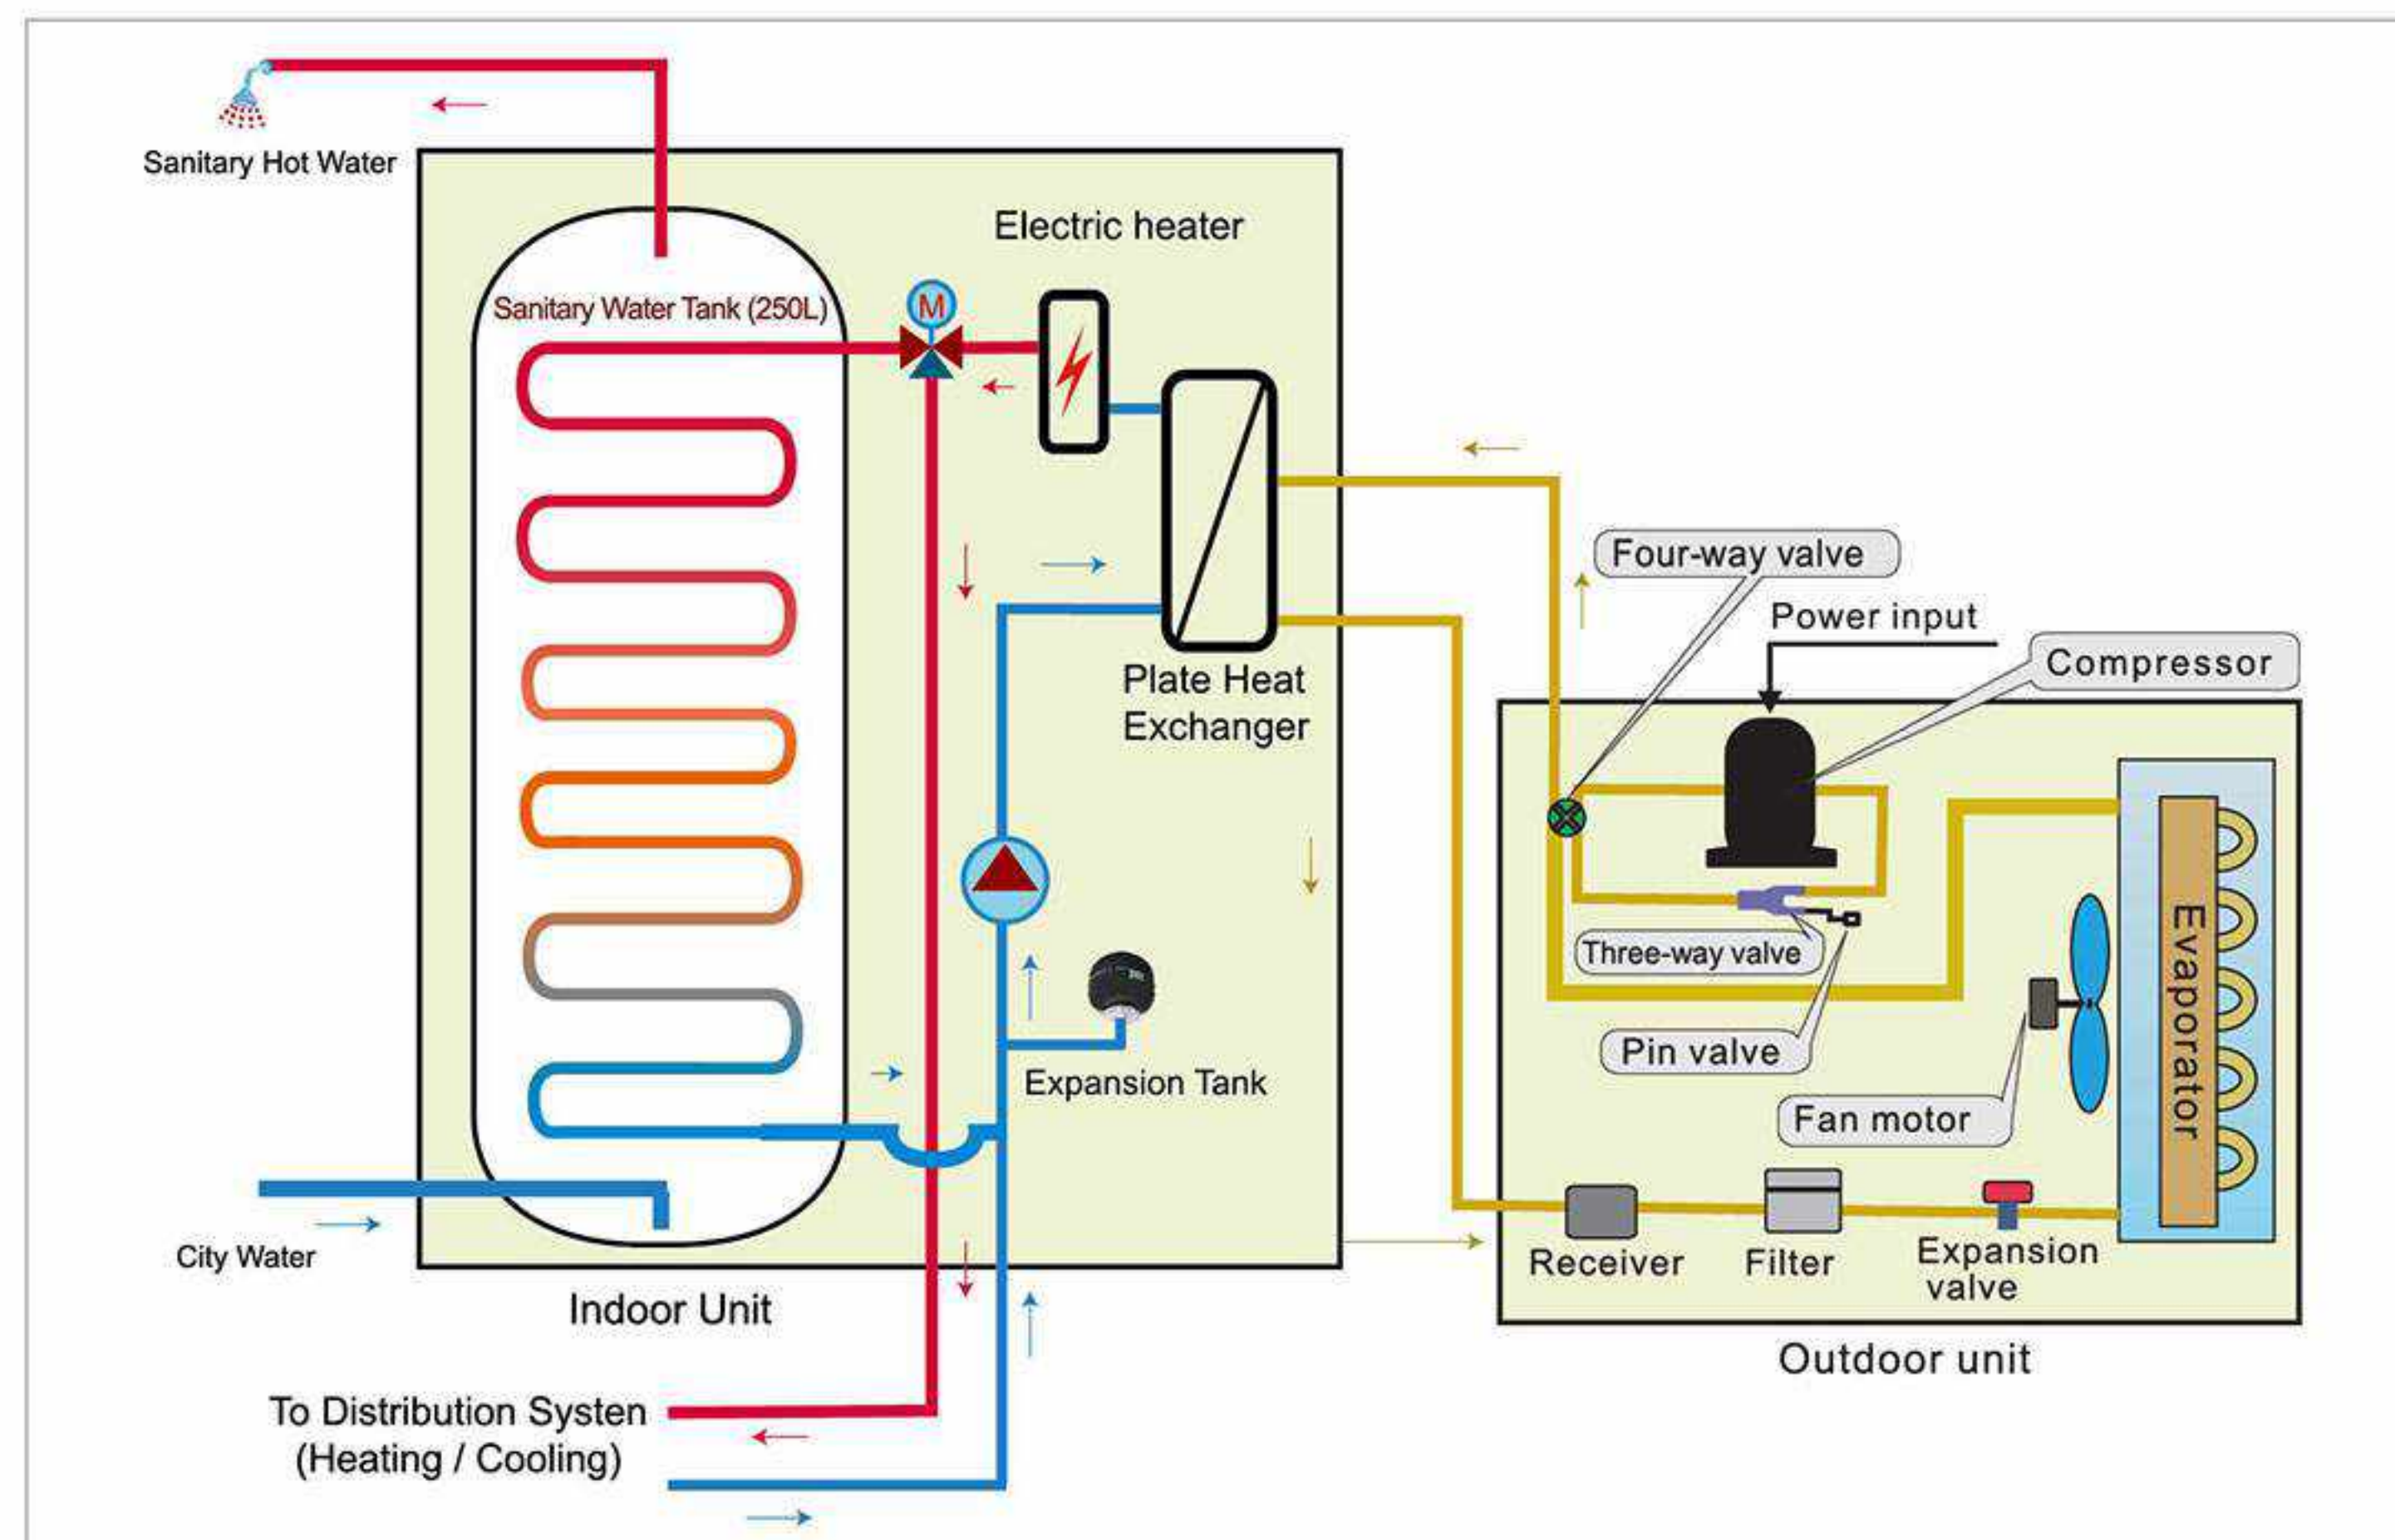 Sanitary Hot Water
Electric heater
Sanitary Water Tank (250L)
M
Four-way valve
Power input
Compressor
Plate Heat
Exchanger
Evaporator
Three-way valve
Pin valve
Expansion Tank
Fan motor
City Water
Receiver
Filter
Expansion
valve
Indoor Unit
Outdoor unit
To Distribution Systen
(Heating / Cooling)